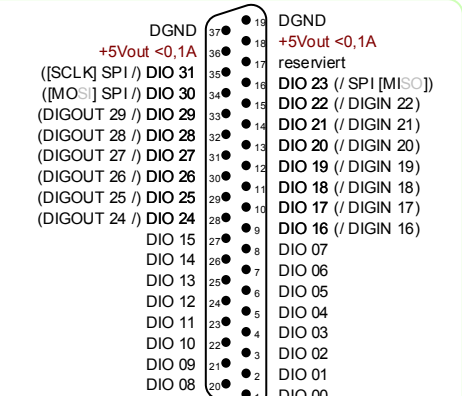 DGND 37 19 DGND
+5Vout <0,1A 36 18 +5Vout <0,1A
([SCLK] SPI /) DIO 31 35 17 reserviert
([MOSI] SPI /) DIO 30 34 16 DIO 23 (/ SPI [MISO])
(DIGOUT 29 /) DIO 29 33 15 DIO 22 (/ DIGIN 22)
(DIGOUT 28 /) DIO 28 32 14 DIO 21 (/ DIGIN 21)
(DIGOUT 27 /) DIO 27 31 13 DIO 20 (/ DIGIN 20)
(DIGOUT 26 /) DIO 26 30 12 DIO 19 (/ DIGIN 19)
(DIGOUT 25 /) DIO 25 29 11 DIO 18 (/ DIGIN 18)
(DIGOUT 24 /) DIO 24 28 10 DIO 17 (/ DIGIN 17)
DIO 15 27 9 DIO 16 (/ DIGIN 16)
DIO 14 26 8 DIO 07
DIO 13 25 7 DIO 06
DIO 12 24 6 DIO 05
DIO 11 23 5 DIO 04
DIO 10 22 4 DIO 03
DIO 09 21 3 DIO 02
DIO 08 20 2 DIO 01
1 DIO 00